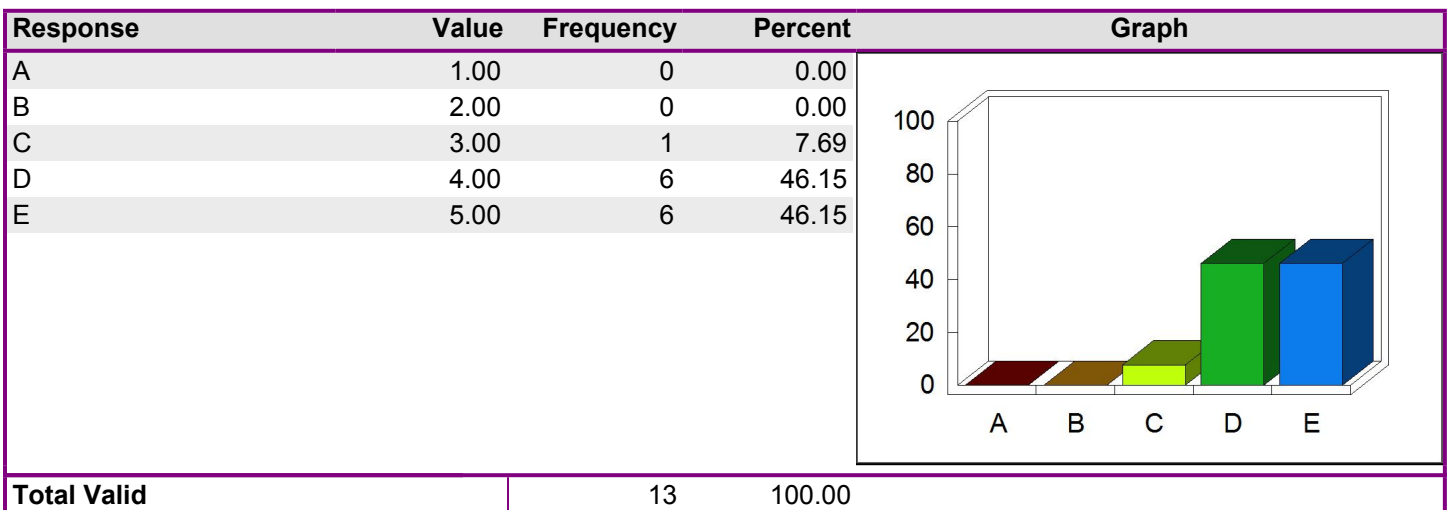 Response Value Frequency Percent Graph
A 1.00 0 0.00
B 2.00 0 0.00
C 3.00 1 7.69
D 4.00 6 46.15
E 5.00 6 46.15
100
80
60
40
20
0
A B C D E
Total Valid 13 100.00